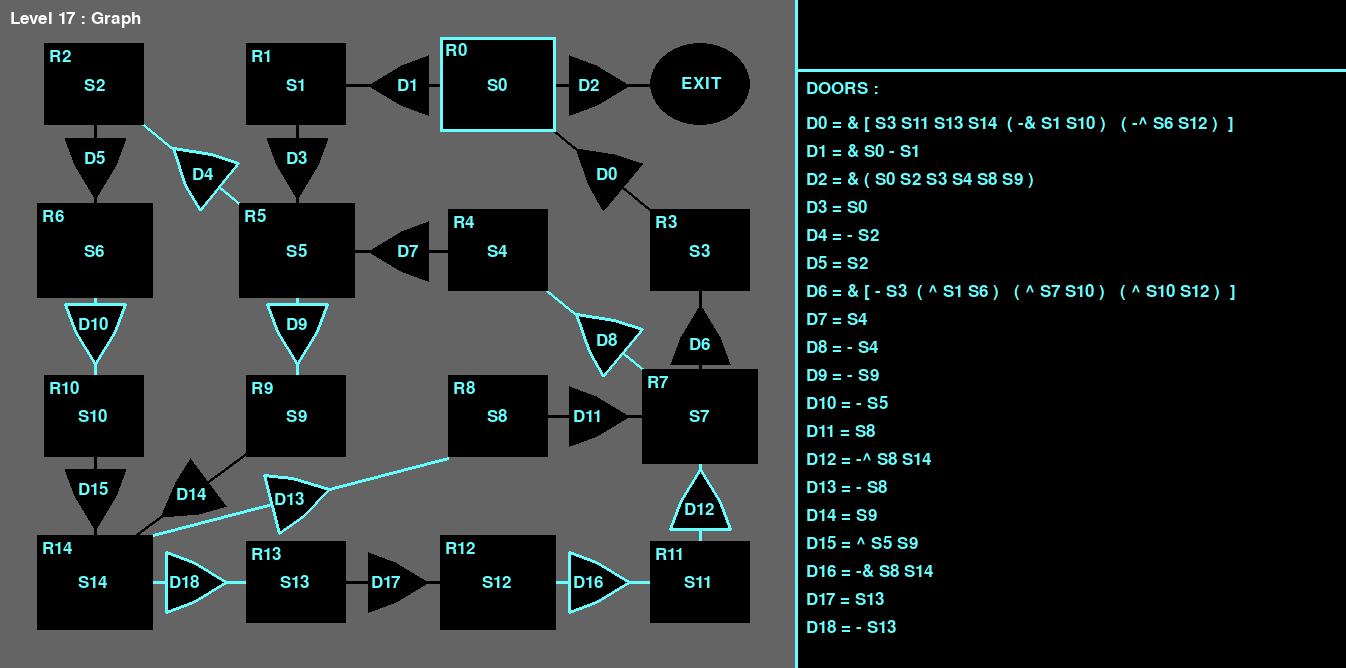 Level 17 : Graph
R2
S2
R1
S1
D1
R0
S0
D2
EXIT
D5
D4
D3
D0
R6
S6
R5
S5
D7
R4
S4
R3
S3
D10
D9
D8
D6
R10
S10
R9
S9
R8
S8
D11
R7
S7
D15
D14
D13
D12
R14
S14
D18
R13
S13
D17
R12
S12
D16
R11
S11
DOORS :
D0 = & [ S3 S11 S13 S14 ( -& S1 S10 ) ( -^ S6 S12 ) ]
D1 = & S0 - S1
D2 = & ( S0 S2 S3 S4 S8 S9 )
D3 = S0
D4 = - S2
D5 = S2
D6 = & [ - S3 ( ^ S1 S6 ) ( ^ S7 S10 ) ( ^ S10 S12 ) ]
D7 = S4
D8 = - S4
D9 = - S9
D10 = - S5
D11 = S8
D12 = -^ S8 S14
D13 = - S8
D14 = S9
D15 = ^ S5 S9
D16 = -& S8 S14
D17 = S13
D18 = - S13